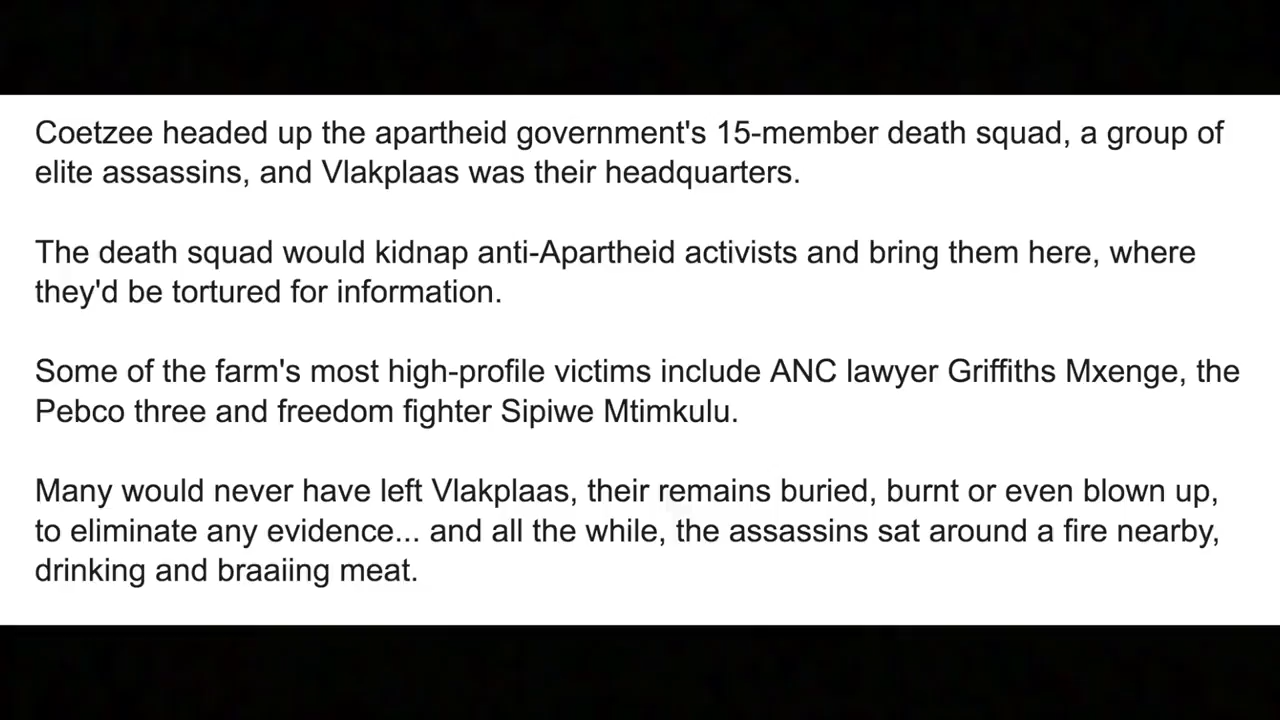 Coetzee headed up the apartheid government's 15-member death squad, a group of
elite assassins, and Vlakplaas was their headquarters.
The death squad would kidnap anti-Apartheid activists and bring them here, where
they'd be tortured for information.
Some of the farm's most high-profile victims include ANC lawyer Griffiths Mxenge, the
Pebco three and freedom fighter Sipiwe Mtimkulu.
Many would never have left Vlakplaas, their remains buried, burnt or even blown up,
to eliminate any evidence... and all the while, the assassins sat around a fire nearby,
drinking and braaiing meat.